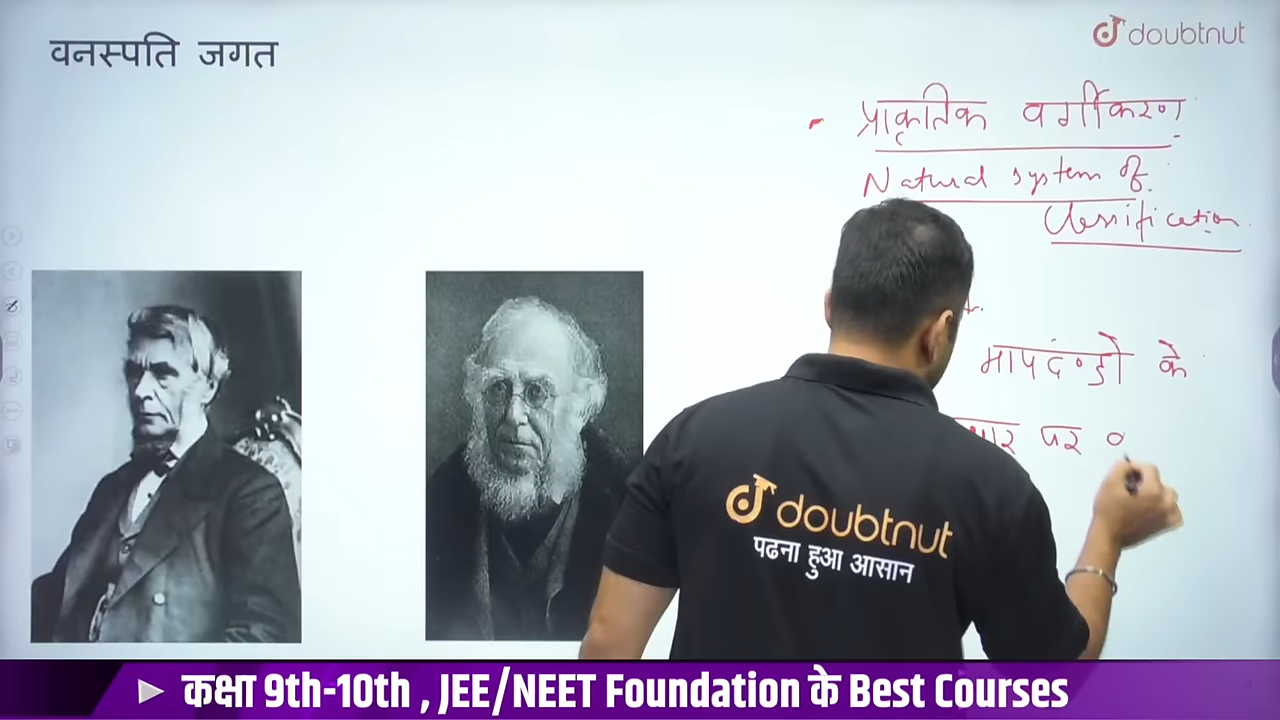 वनस्पति जगत
doubtnut
प्राकृतिक वर्गीकरण
Natural system of
Classification
मापदण्डो के
पर
doubtnut
पढना हुआ आसान
कक्षा 9th-10th , JEE/NEET Foundation के Best Courses